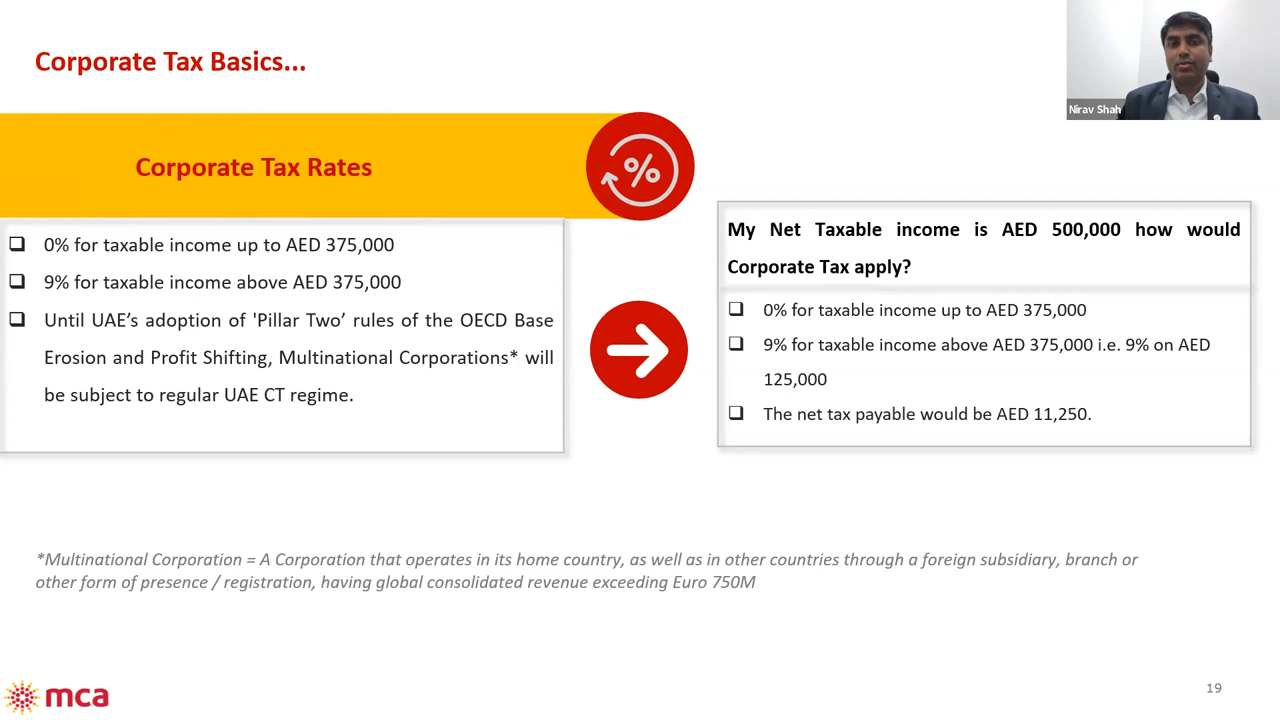 Corporate Tax Basics...
Nirav Shah
Corporate Tax Rates
%
❑ 0% for taxable income up to AED 375,000
❑ 9% for taxable income above AED 375,000
❑ Until UAE’s adoption of 'Pillar Two’ rules of the OECD Base
Erosion and Profit Shifting, Multinational Corporations* will
be subject to regular UAE CT regime.
My Net Taxable income is AED 500,000 how would
Corporate Tax apply?
❑ 0% for taxable income up to AED 375,000
❑ 9% for taxable income above AED 375,000 i.e. 9% on AED
125,000
❑ The net tax payable would be AED 11,250.
*Multinational Corporation = A Corporation that operates in its home country, as well as in other countries through a foreign subsidiary, branch or
other form of presence / registration, having global consolidated revenue exceeding Euro 750M
mca
19